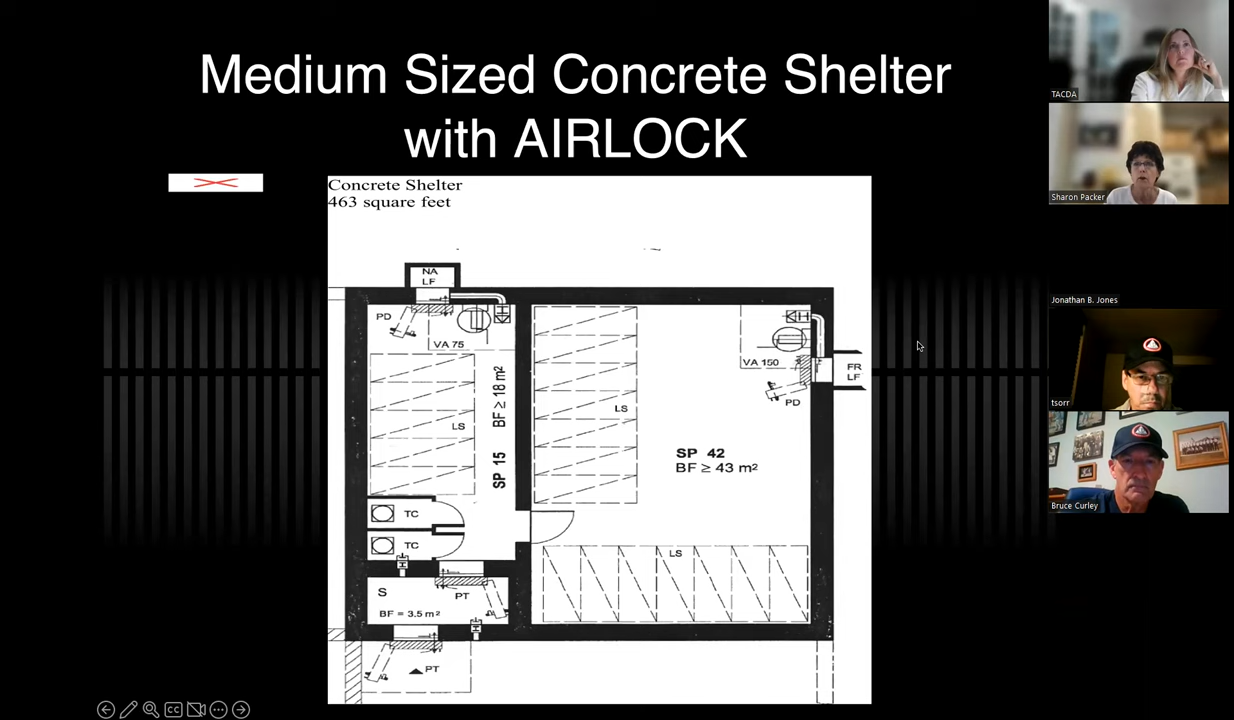 Medium Sized Concrete Shelter
with AIRLOCK
Concrete Shelter
463 square feet
NA
LF
PD
VA 75
LS
SP 15 BF ≥ 18 m²
TC
TC
S
BF = 3.5 m²
PT
PT
LS
VA 150
FR
LF
PD
SP 42
BF ≥ 43 m²
LS
TACDA
Sharon Packer
Jonathan B. Jones
tsorr
Bruce Curley
CC